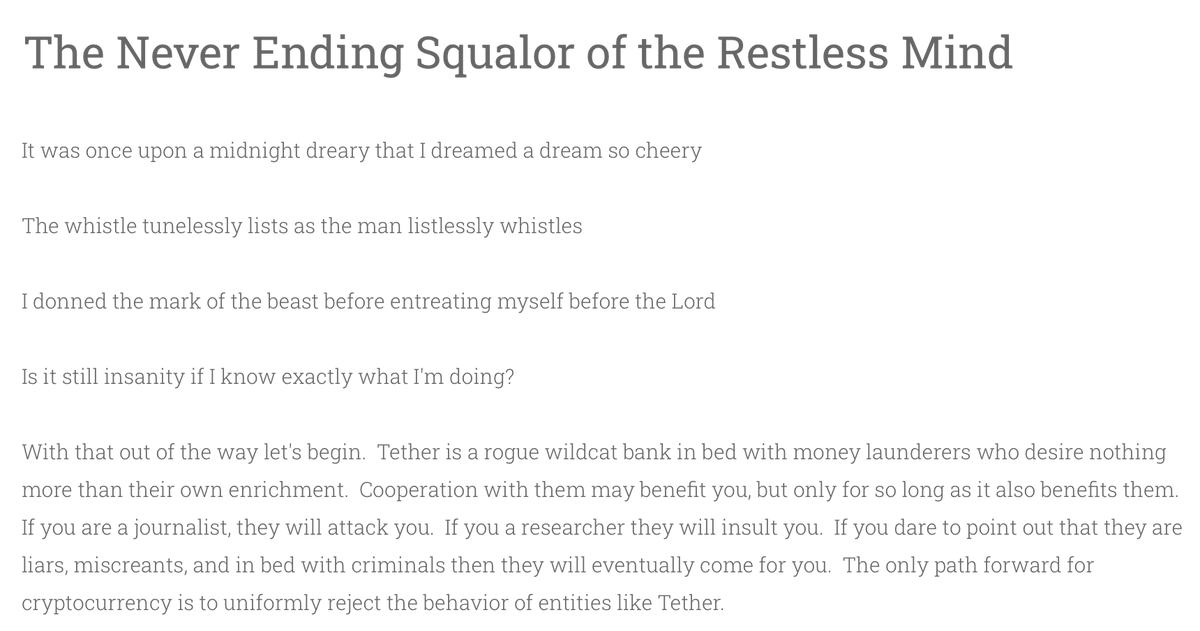 The Never Ending Squalor of the Restless Mind
It was once upon a midnight dreary that I dreamed a dream so cheery
The whistle tunelessly lists as the man listlessly whistles
I donned the mark of the beast before entreating myself before the Lord
Is it still insanity if I know exactly what I'm doing?
With that out of the way let's begin.  Tether is a rogue wildcat bank in bed with money launderers who desire nothing
more than their own enrichment.  Cooperation with them may benefit you, but only for so long as it also benefits them.
If you are a journalist, they will attack you.  If you a researcher they will insult you.  If you dare to point out that they are
liars, miscreants, and in bed with criminals then they will eventually come for you.  The only path forward for
cryptocurrency is to uniformly reject the behavior of entities like Tether.